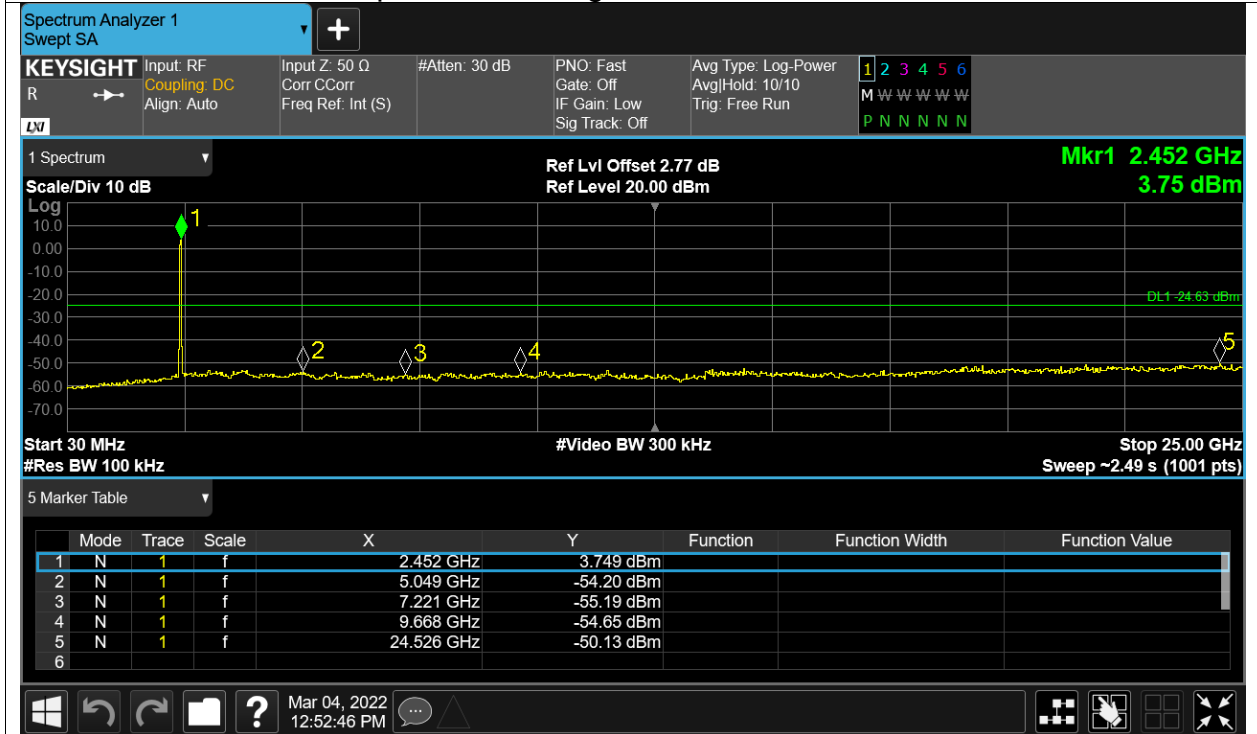 Spectrum Analyzer 1
Swept SA
+
KEYSIGHT
R
LXI
Input: RF
Coupling: DC
Align: Auto
Input Z: 50 Ω
Corr CCorr
Freq Ref: Int (S)
#Atten: 30 dB
PNO: Fast
Gate: Off
IF Gain: Low
Sig Track: Off
Avg Type: Log-Power
Avg|Hold: 10/10
Trig: Free Run
1 2 3 4 5 6
M W W W W W
P N N N N N
1 Spectrum
Scale/Div 10 dB
Ref Lvl Offset 2.77 dB
Ref Level 20.00 dBm
Mkr1 2.452 GHz
3.75 dBm
Log
10.0
0.00
-10.0
-20.0
-30.0
-40.0
-50.0
-60.0
-70.0
1
2
3
4
5
DL1 -24.63 dBm
Start 30 MHz
#Res BW 100 kHz
#Video BW 300 kHz
Stop 25.00 GHz
Sweep ~2.49 s (1001 pts)
5 Marker Table
Mode Trace Scale X Y Function Function Width Function Value
1 N 1 f 2.452 GHz 3.749 dBm
2 N 1 f 5.049 GHz -54.20 dBm
3 N 1 f 7.221 GHz -55.19 dBm
4 N 1 f 9.668 GHz -54.65 dBm
5 N 1 f 24.526 GHz -50.13 dBm
6
?
Mar 04, 2022
12:52:46 PM